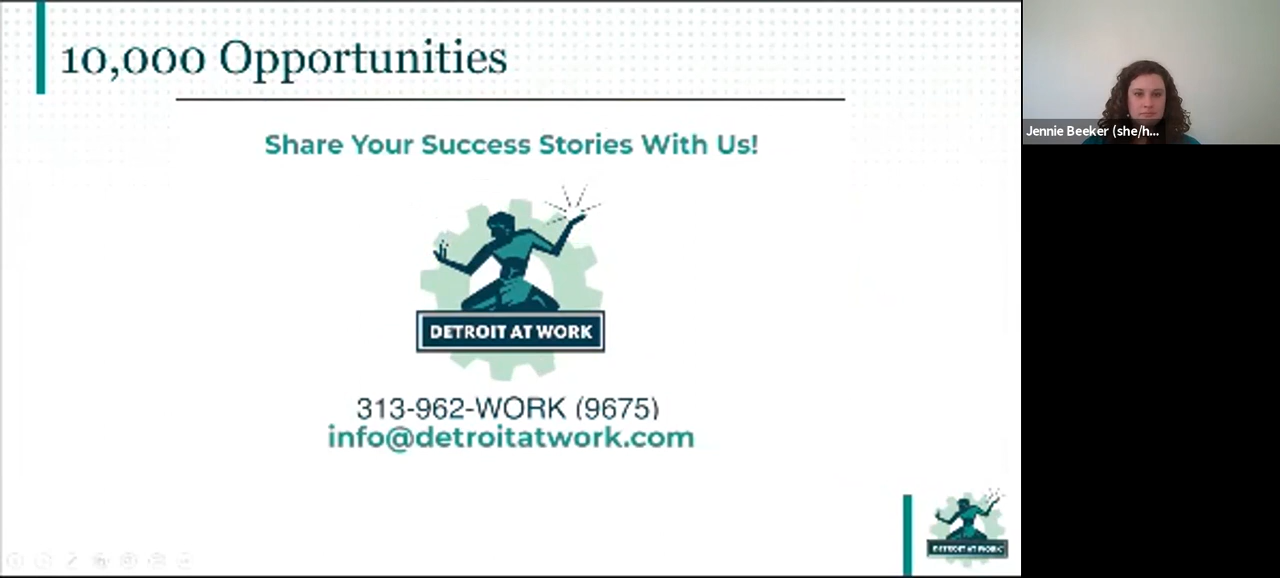 10,000 Opportunities
Share Your Success Stories With Us!
DETROIT AT WORK
313-962-WORK (9675)
info@detroitatwork.com
DETROIT AT WORK
Jennie Beeker (she/h...